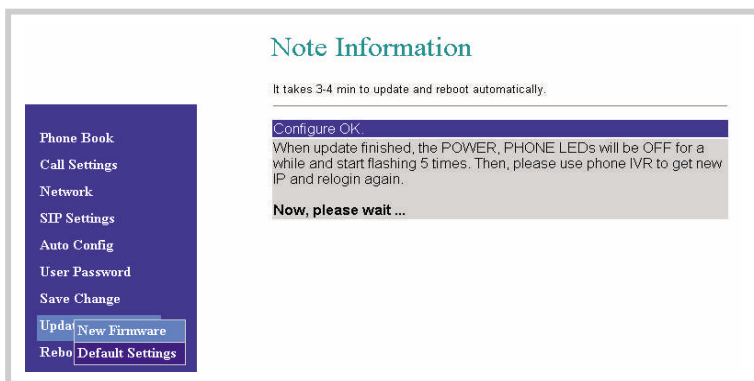 Note Information
It takes 3-4 min to update and reboot automatically.
Phone Book
Call Settings
Network
SIP Settings
Auto Config
User Password
Save Change
New Firmware
Default Settings
Configure OK.
When update finished, the POWER, PHONE LEDs will be OFF for a
while and start flashing 5 times. Then, please use phone IVR to get new
IP and relogin again.
Now, please wait ...